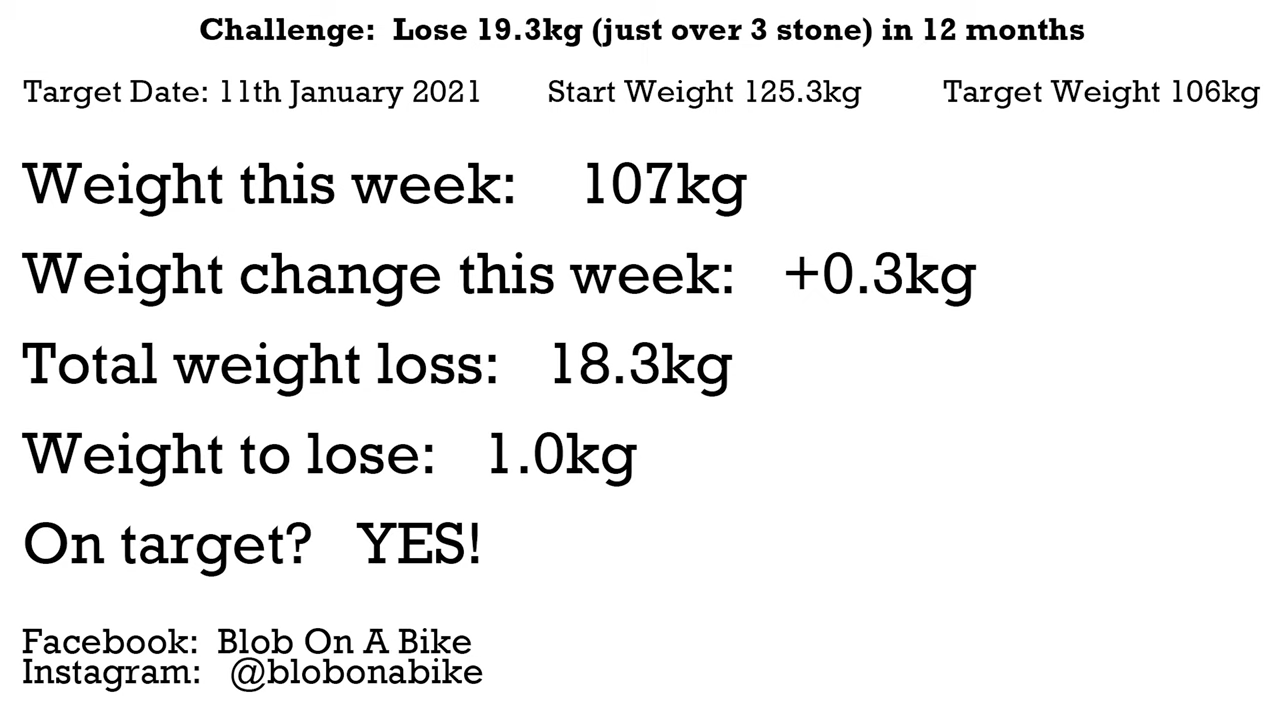 Challenge: Lose 19.3kg (just over 3 stone) in 12 months
Target Date: 11th January 2021 Start Weight 125.3kg Target Weight 106kg
Weight this week: 107kg
Weight change this week: +0.3kg
Total weight loss: 18.3kg
Weight to lose: 1.0kg
On target? YES!
Facebook: Blob On A Bike
Instagram: @blobonabike